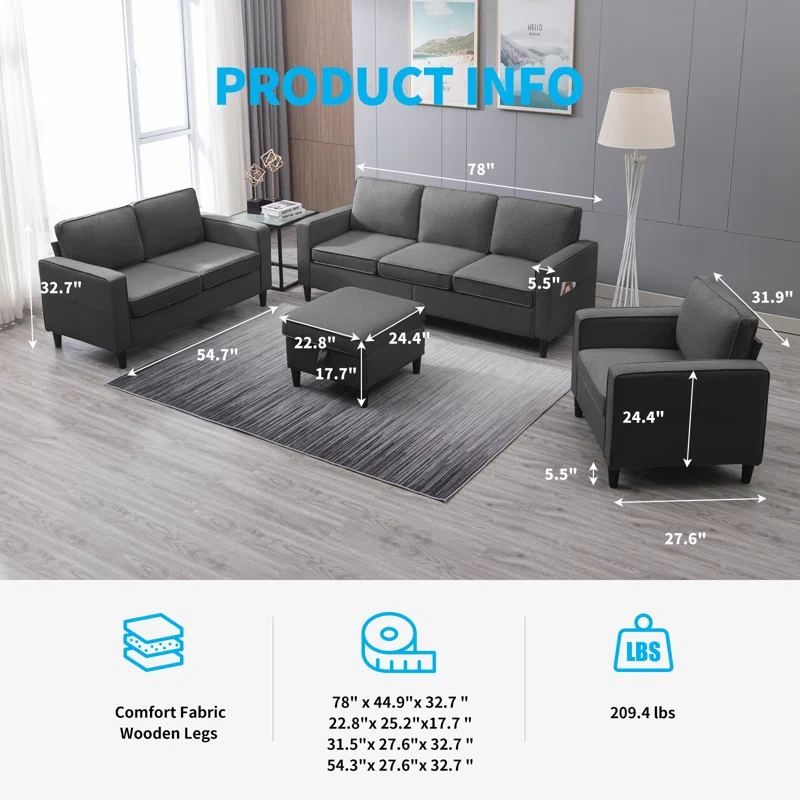 PRODUCT INFO
HELLO
78"
5.5"
32.7"
31.9"
54.7"
22.8"
24.4"
17.7"
24.4"
5.5"
27.6"
LBS
Comfort Fabric
Wooden Legs
78" x 44.9"x 32.7 "
22.8"x 25.2"x17.7 "
31.5"x 27.6"x 32.7 "
54.3"x 27.6"x 32.7 "
209.4 lbs